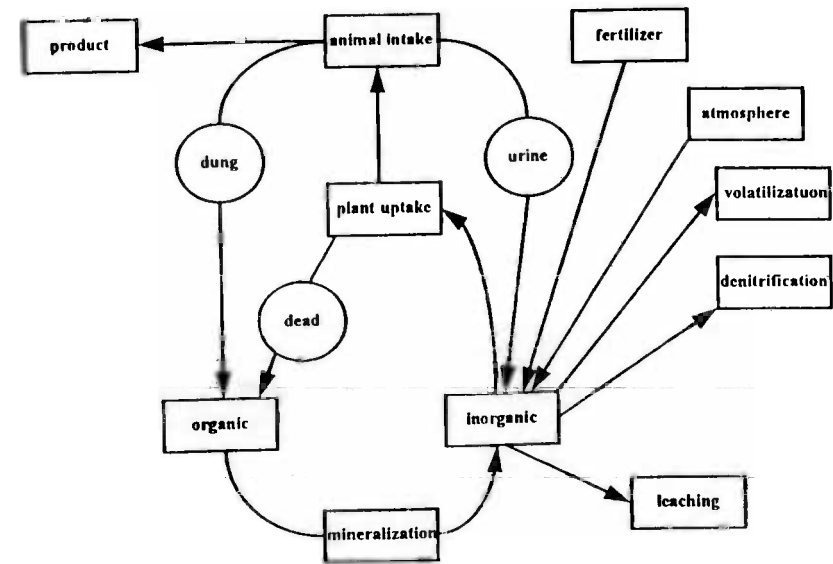 animal intake
fertilizer
product
atmosphere
dung
urine
volatilizatuon
plant uptake
denitrification
dead
organic
inorganic
leaching
mineralization